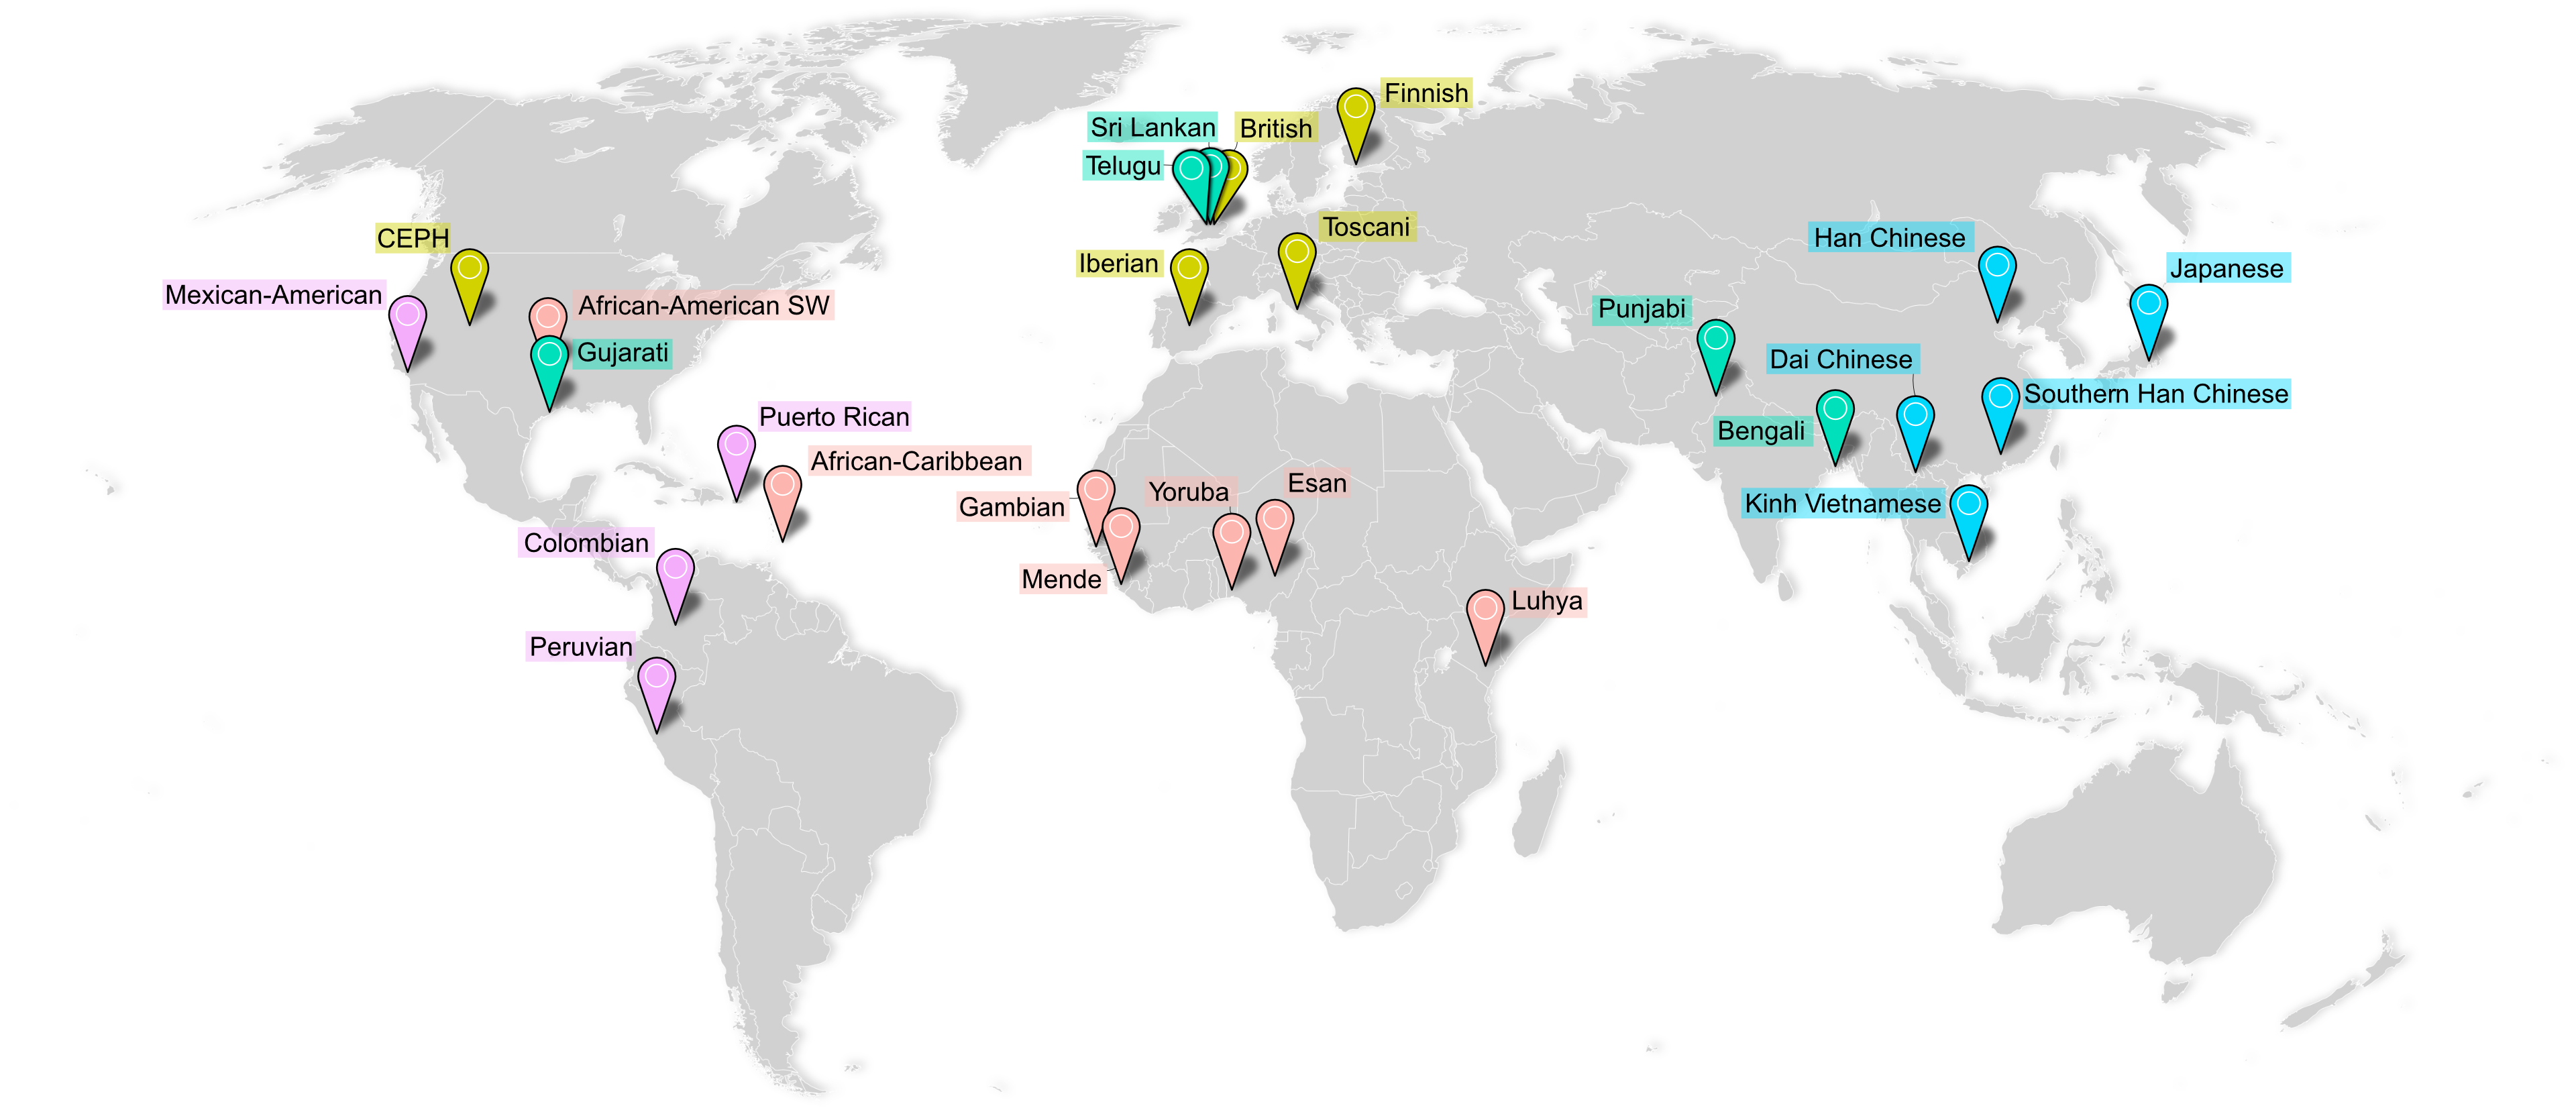 Finnish
Sri Lankan
British
Telugu
Toscani
CEPH
Han Chinese
Iberian
Japanese
Mexican-American
African-American SW
Punjabi
Gujarati
Dai Chinese
Southern Han Chinese
Puerto Rican
Bengali
African-Caribbean
Esan
Yoruba
Kinh Vietnamese
Gambian
Colombian
Mende
Luhya
Peruvian